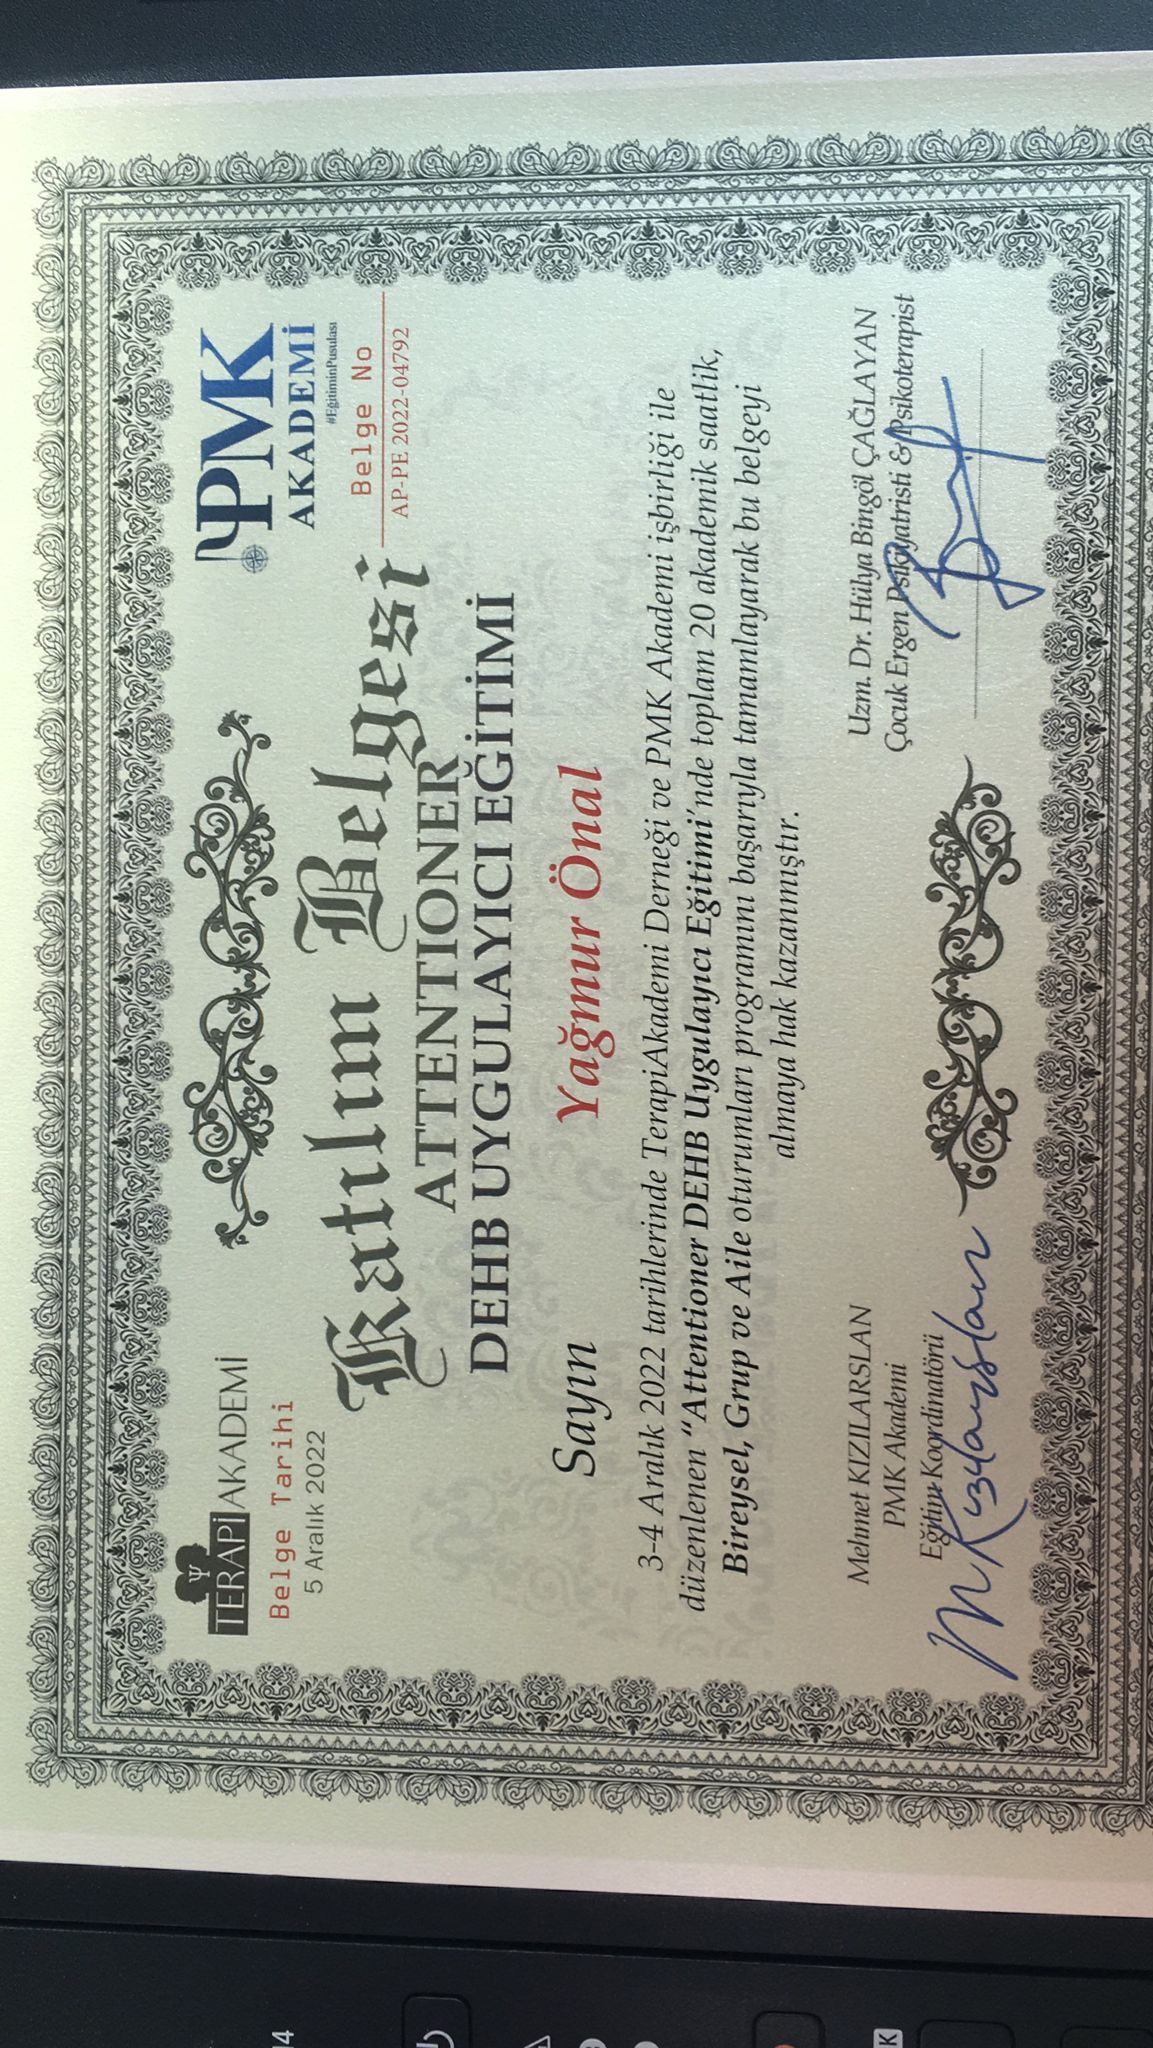 TERAPİ AKADEMİ
Belge Tarihi
5 Aralık 2022
PMK
AKADEMİ
#EğitiminPusulası
Belge No
AP-PE 2022-04792
Katılım Belgesi
ATTENTIONER
DEHB UYGULAYICI EĞİTİMİ
Sayın Yağmur Önal
3-4 Aralık 2022 tarihlerinde TerapiAkademi Derneği ve PMK Akademi işbirliği ile
düzenlenen “Attentioner DEHB Uygulayıcı Eğitimi’nde toplam 20 akademik saatlik,
Bireysel, Grup ve Aile oturumları programını başarıyla tamamlayarak bu belgeyi
almaya hak kazanmıştır.
Mehmet KIZILARSLAN
PMK Akademi
Eğitim Koordinatörü
M Kızılarslan
Uzm. Dr. Hülya Bingöl ÇAĞLAYAN
Çocuk Ergen Psikiyatristi & Psikoterapist